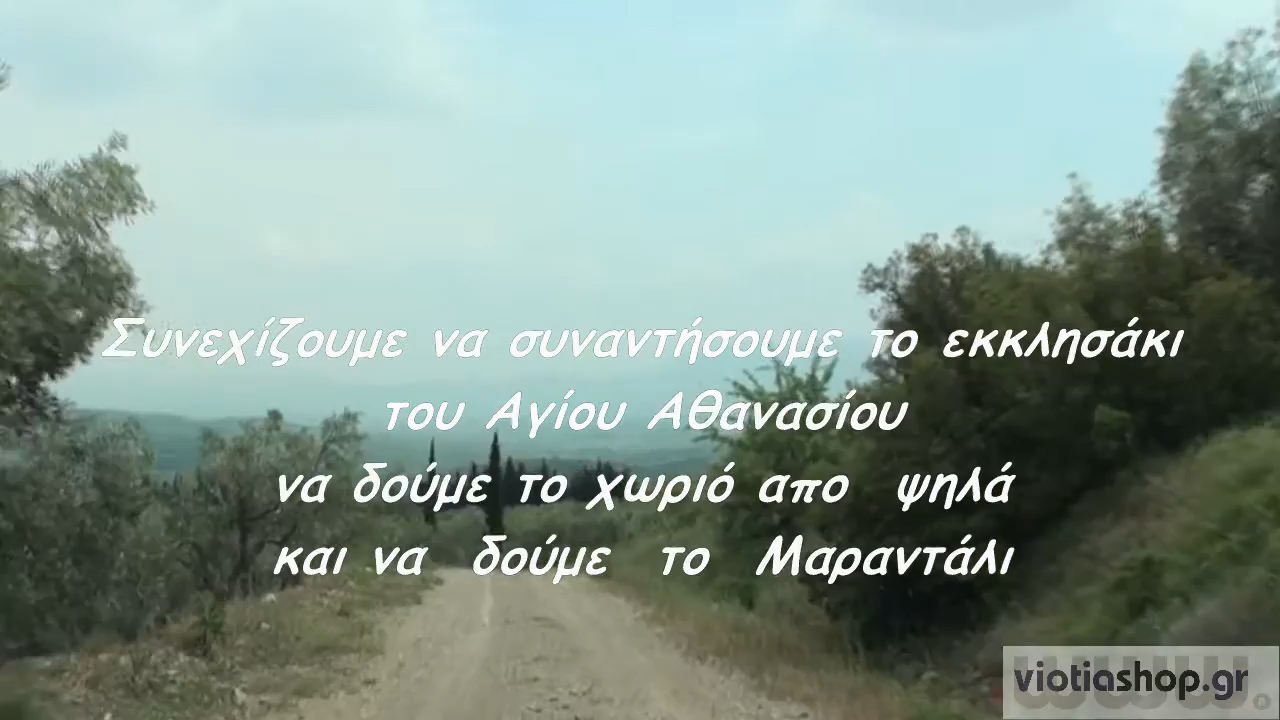 Συνεχίζουμε να συναντήσουμε το εκκλησάκι
του Αγίου Αθανασίου
να δούμε το χωριό απο ψηλά
και να δούμε το Μαραντάλι
viotiashop.gr